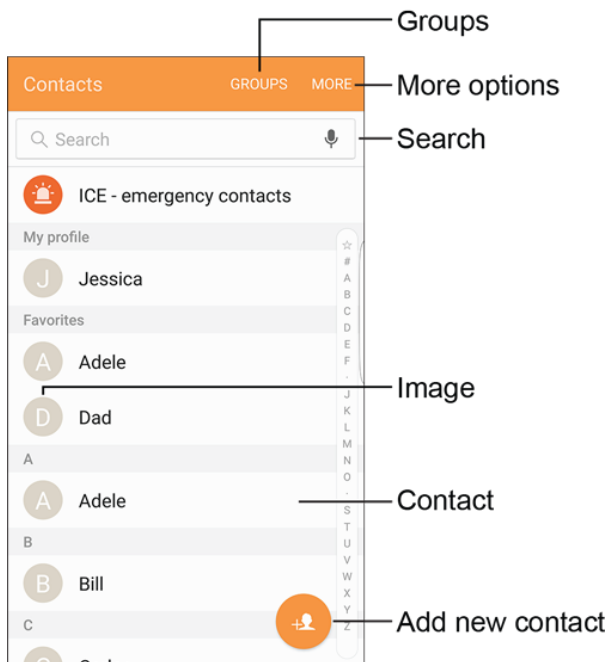 Groups
Contacts GROUPS MORE
More options
Search
Search
ICE - emergency contacts
My profile
J Jessica
Favorites
A Adele
D Dad
Image
A
A Adele
Contact
B
B Bill
C
Add new contact
☆
#
A
B
C
D
E
F
·
J
K
L
M
N
O
·
S
T
U
V
W
X
Y
Z